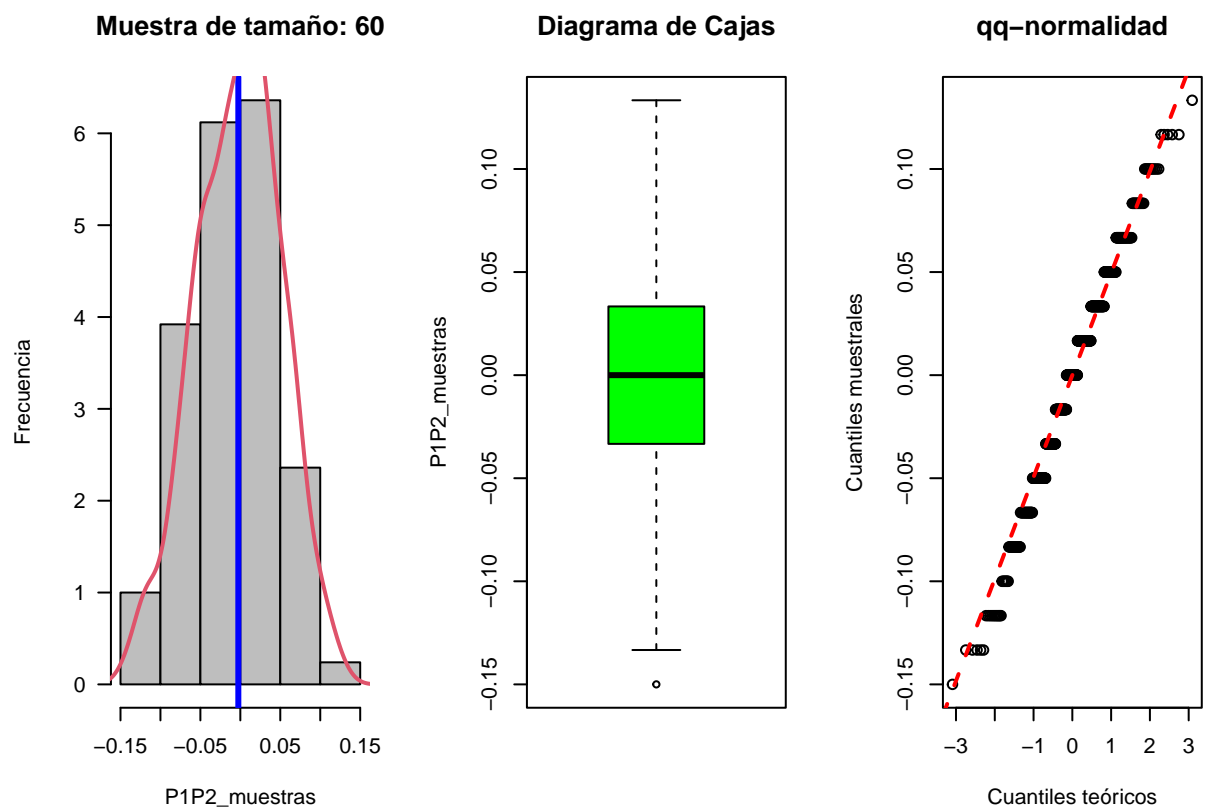 Muestra de tamaño: 60
Frecuencia
6
5
4
3
2
1
0
−0.15 −0.05 0.05 0.15
P1P2_muestras
Diagrama de Cajas
P1P2_muestras
0.10
0.05
0.00
−0.05
−0.10
−0.15
qq−normalidad
Cuantiles muestrales
0.10
0.05
0.00
−0.05
−0.10
−0.15
−3 −1 0 1 2 3
Cuantiles teóricos